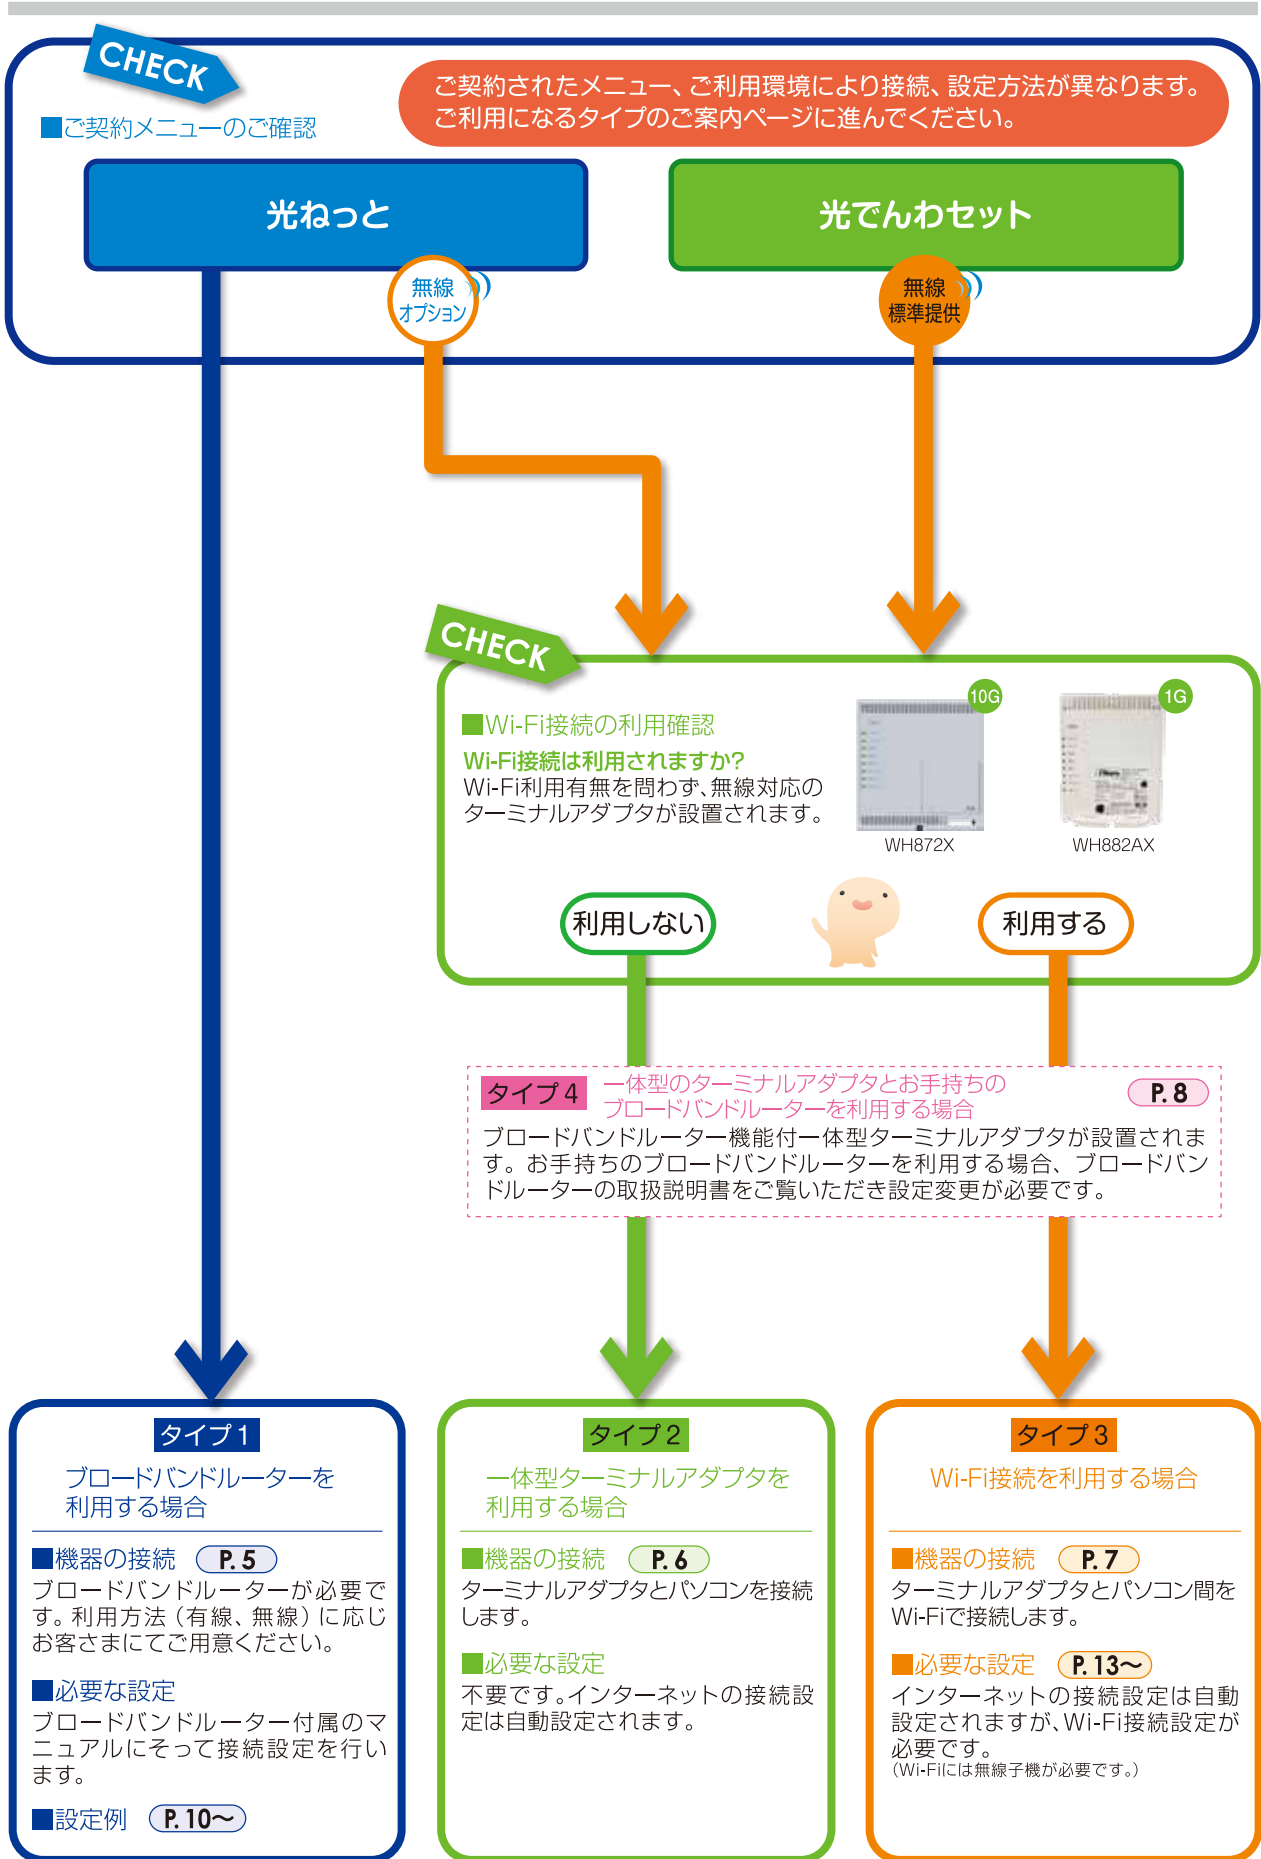 CHECK
■ご契約メニューのご確認
ご契約されたメニュー、ご利用環境により接続、設定方法が異なります。
ご利用になるタイプのご案内ページに進んでください。
光ねっと
光でんわセット
無線
オプション
無線
標準提供
CHECK
■Wi-Fi接続の利用確認
Wi-Fi接続は利用されますか?
Wi-Fi利用有無を問わず、無線対応の
ターミナルアダプタが設置されます。
10G
WH872X
1G
WH882AX
利用しない
利用する
タイプ4
一体型のターミナルアダプタとお手持ちの
ブロードバンドルーターを利用する場合
P. 8
ブロードバンドルーター機能付一体型ターミナルアダプタが設置されま
す。お手持ちのブロードバンドルーターを利用する場合、ブロードバン
ドルーターの取扱説明書をご覧いただき設定変更が必要です。
タイプ1
ブロードバンドルーターを
利用する場合
■機器の接続 P. 5
ブロードバンドルーターが必要で
す。利用方法（有線、無線）に応じ
お客さまにてご用意ください。
■必要な設定
ブロードバンドルーター付属のマ
ニュアルにそって接続設定を行い
ます。
■設定例 P. 10〜
タイプ2
一体型ターミナルアダプタを
利用する場合
■機器の接続 P. 6
ターミナルアダプタとパソコンを接続
します。
■必要な設定
不要です。インターネットの接続設
定は自動設定されます。
タイプ3
Wi-Fi接続を利用する場合
■機器の接続 P. 7
ターミナルアダプタとパソコン間を
Wi-Fiで接続します。
■必要な設定 P. 13〜
インターネットの接続設定は自動
設定されますが、Wi-Fi接続設定が
必要です。
（Wi-Fiには無線子機が必要です。）